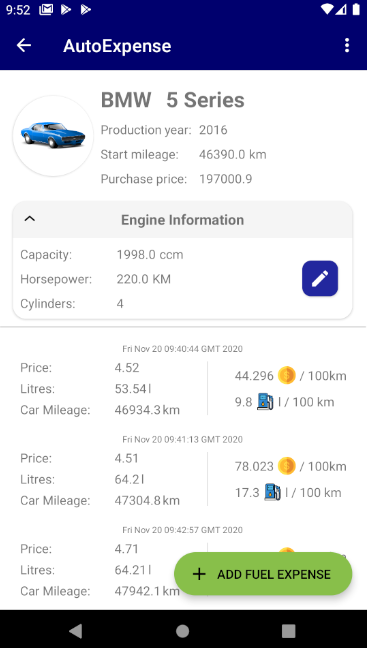 9:52
AutoExpense
BMW 5 Series
Production year: 2016
Start mileage: 46390.0 km
Purchase price: 197000.9
Engine Information
Capacity: 1998.0 ccm
Horsepower: 220.0 KM
Cylinders: 4
Fri Nov 20 09:40:44 GMT 2020
Price: 4.52
44.296 / 100km
Litres: 53.54 l
9.8 l / 100 km
Car Mileage: 46934.3 km
Fri Nov 20 09:41:13 GMT 2020
Price: 4.51
78.023 / 100km
Litres: 64.2 l
17.3 l / 100 km
Car Mileage: 47304.8 km
Fri Nov 20 09:42:57 GMT 2020
Price: 4.71
Litres: 64.21 l
Car Mileage: 47942.1 km
+ ADD FUEL EXPENSE